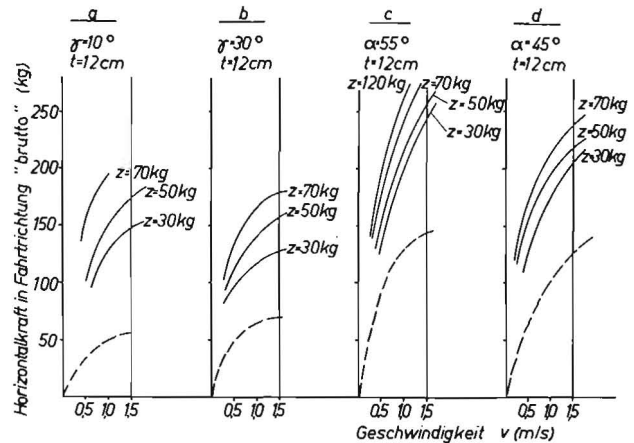 a b c d
γ=10° γ=30° α=55° α=45°
t=12cm t=12cm t=12cm t=12cm
Horizontalkraft in Fahrtrichtung "brutto" (kg)
250
200
150
100
50
z=70kg
z=50kg
z=30kg
z=70kg
z=50kg
z=30kg
z=120kg z=70kg
z=50kg
z=30kg
z=70kg
z=50kg
z=30kg
0,5 1,0 1,5 0,5 1,0 1,5 0,5 1,0 1,5 0,5 1,0 1,5
Geschwindigkeit v (m/s)